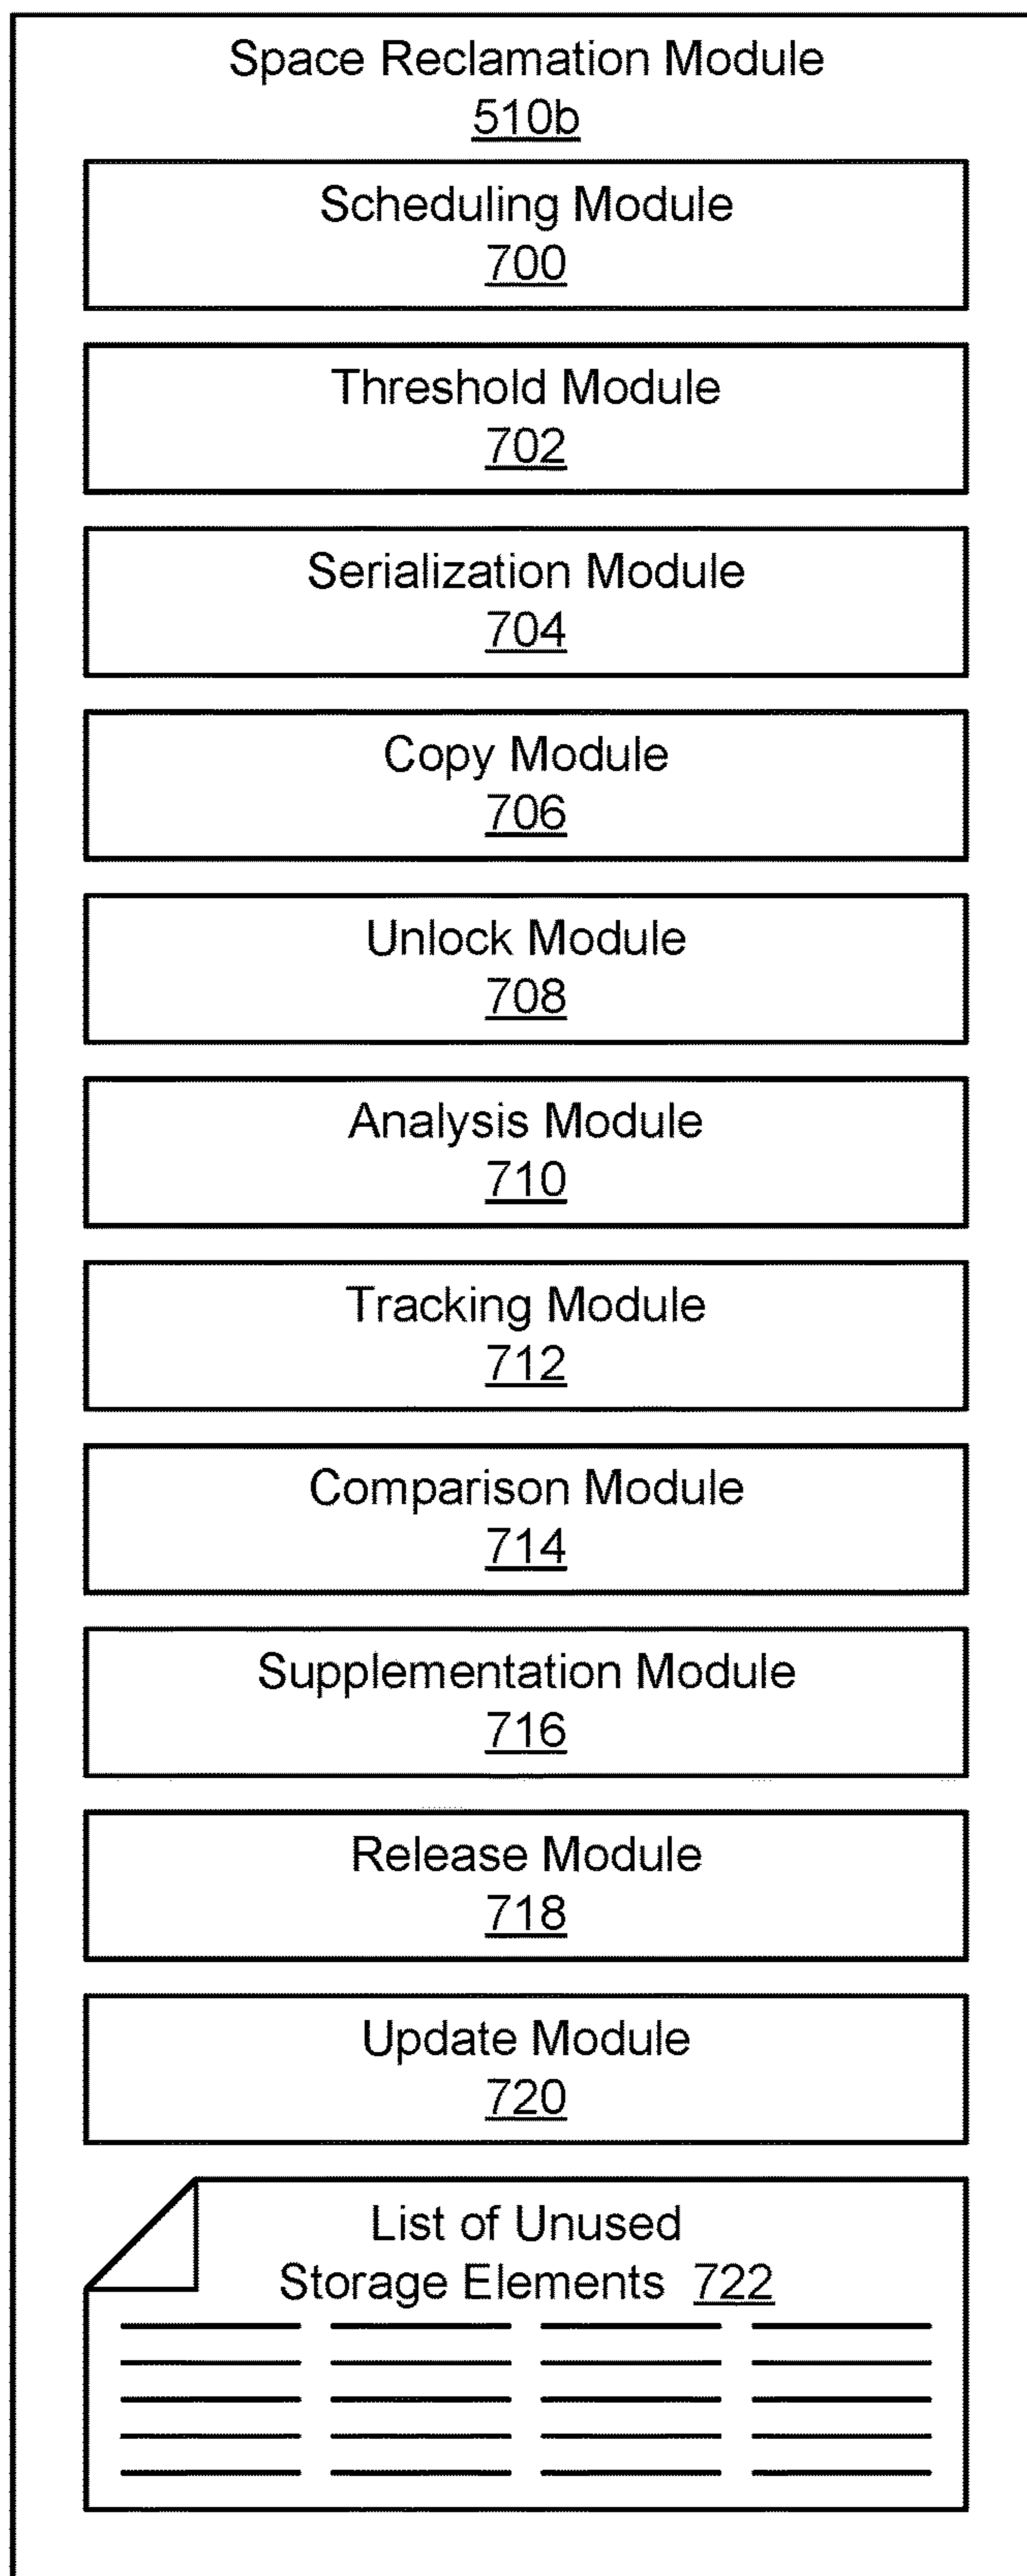 Space Reclamation Module
510b
Scheduling Module
700
Threshold Module
702
Serialization Module
704
Copy Module
706
Unlock Module
708
Analysis Module
710
Tracking Module
712
Comparison Module
714
Supplementation Module
716
Release Module
718
Update Module
720
List of Unused
Storage Elements 722